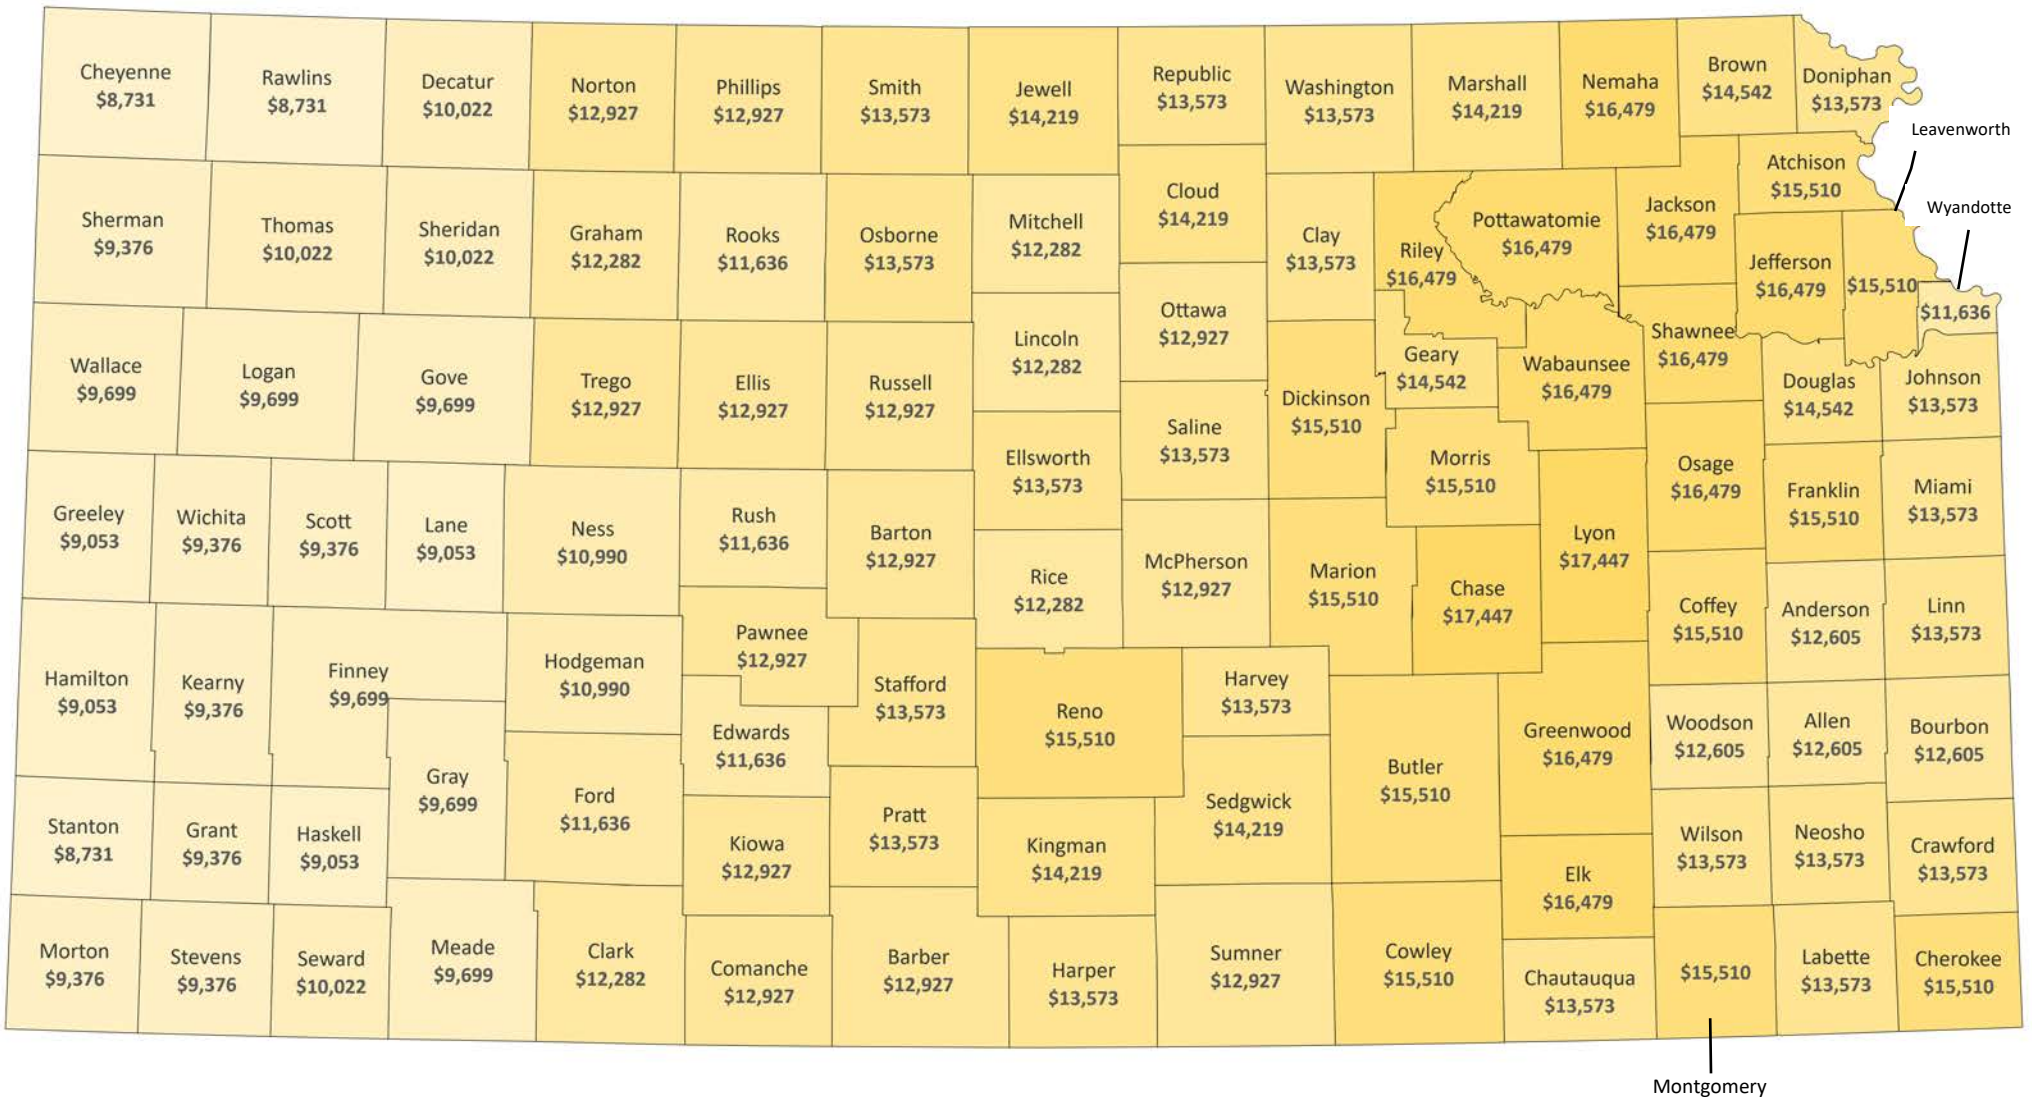 Cheyenne
$8,731
Rawlins
$8,731
Decatur
$10,022
Norton
$12,927
Phillips
$12,927
Smith
$13,573
Jewell
$14,219
Republic
$13,573
Washington
$13,573
Marshall
$14,219
Nemaha
$16,479
Brown
$14,542
Doniphan
$13,573
Leavenworth
Atchison
$15,510
Wyandotte
Sherman
$9,376
Thomas
$10,022
Sheridan
$10,022
Graham
$12,282
Rooks
$11,636
Osborne
$13,573
Mitchell
$12,282
Cloud
$14,219
Clay
$13,573
Riley
$16,479
Pottawatomie
$16,479
Jackson
$16,479
Jefferson
$16,479
$15,510
$11,636
Wallace
$9,699
Logan
$9,699
Gove
$9,699
Trego
$12,927
Ellis
$12,927
Russell
$12,927
Lincoln
$12,282
Ottawa
$12,927
Dickinson
$15,510
Geary
$14,542
Wabaunsee
$16,479
Shawnee
$16,479
Douglas
$14,542
Johnson
$13,573
Ellsworth
$13,573
Saline
$13,573
Morris
$15,510
Osage
$16,479
Franklin
$15,510
Miami
$13,573
Greeley
$9,053
Wichita
$9,376
Scott
$9,376
Lane
$9,053
Ness
$10,990
Rush
$11,636
Barton
$12,927
Rice
$12,282
McPherson
$12,927
Marion
$15,510
Chase
$17,447
Lyon
$17,447
Coffey
$15,510
Anderson
$12,605
Linn
$13,573
Hamilton
$9,053
Kearny
$9,376
Finney
$9,699
Hodgeman
$10,990
Pawnee
$12,927
Stafford
$13,573
Reno
$15,510
Harvey
$13,573
Edwards
$11,636
Gray
$9,699
Ford
$11,636
Butler
$15,510
Greenwood
$16,479
Woodson
$12,605
Allen
$12,605
Bourbon
$12,605
Stanton
$8,731
Grant
$9,376
Haskell
$9,053
Kiowa
$12,927
Pratt
$13,573
Kingman
$14,219
Sedgwick
$14,219
Elk
$16,479
Wilson
$13,573
Neosho
$13,573
Crawford
$13,573
Morton
$9,376
Stevens
$9,376
Seward
$10,022
Meade
$9,699
Clark
$12,282
Comanche
$12,927
Barber
$12,927
Harper
$13,573
Sumner
$12,927
Cowley
$15,510
Chautauqua
$13,573
$15,510
Labette
$13,573
Cherokee
$15,510
Montgomery